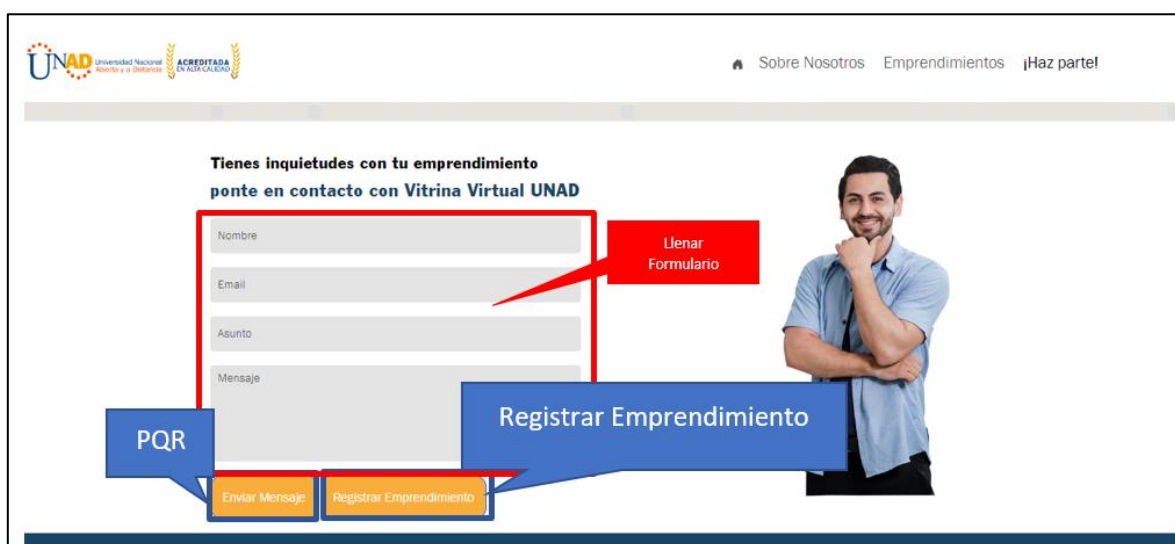 UNAD Universidad Nacional
Abierta y a Distancia
ACREDITADA
EN ALTA CALIDAD
Sobre Nosotros Emprendimientos ¡Haz parte!
Tienes inquietudes con tu emprendimiento
ponte en contacto con Vitrina Virtual UNAD
Nombre
Llenar
Formulario
Email
Asunto
Mensaje
Registrar Emprendimiento
PQR
Enviar Mensaje Registrar Emprendimiento